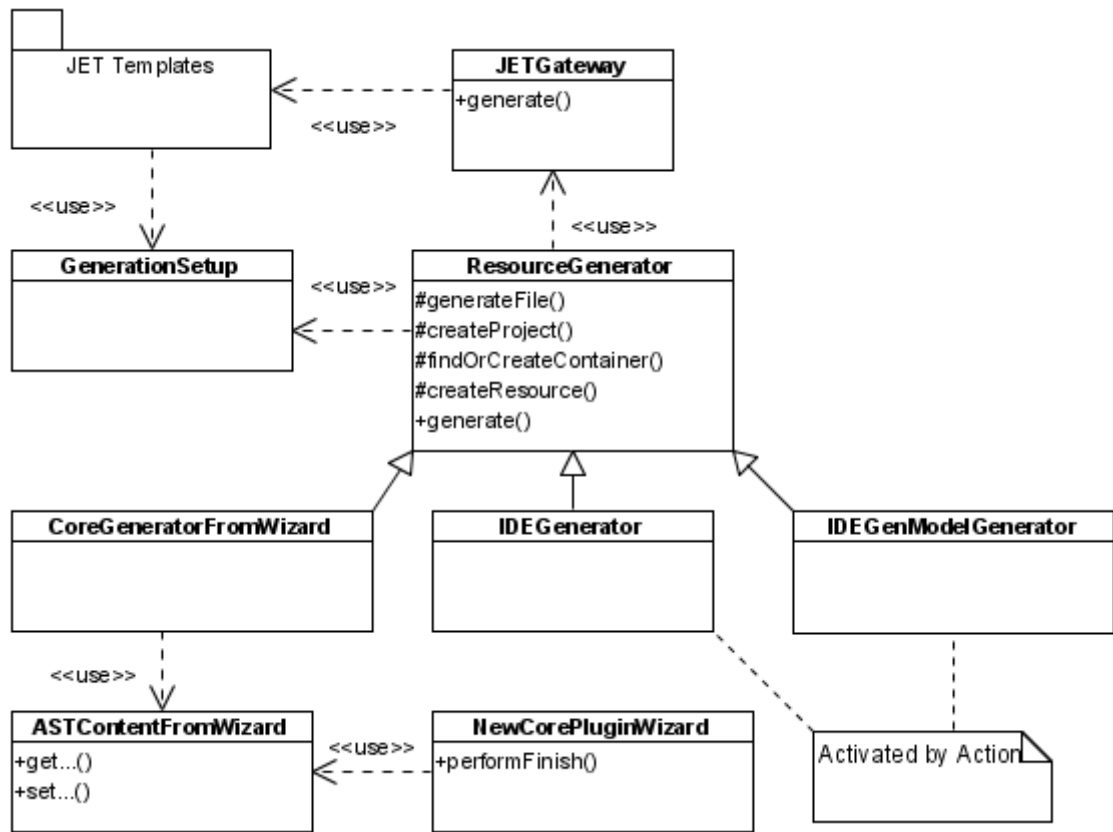 JET Templates
JETGateway
+generate()
<<use>>
<<use>>
<<use>>
GenerationSetup
<<use>>
ResourceGenerator
#generateFile()
#createProject()
#findOrCreateContainer()
#createResource()
+generate()
CoreGeneratorFromWizard
IDEGenerator
IDEGenModelGenerator
<<use>>
ASTContentFromWizard
+get...()
+set...()
<<use>>
NewCorePluginWizard
+performFinish()
Activated by Action